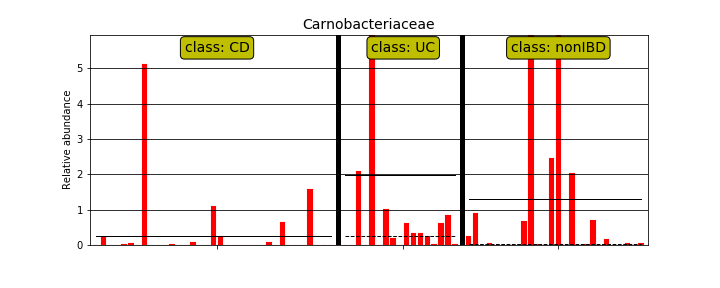 Carnobacteriaceae
class: CD
class: UC
class: nonIBD
Relative abundance
5
4
3
2
1
0